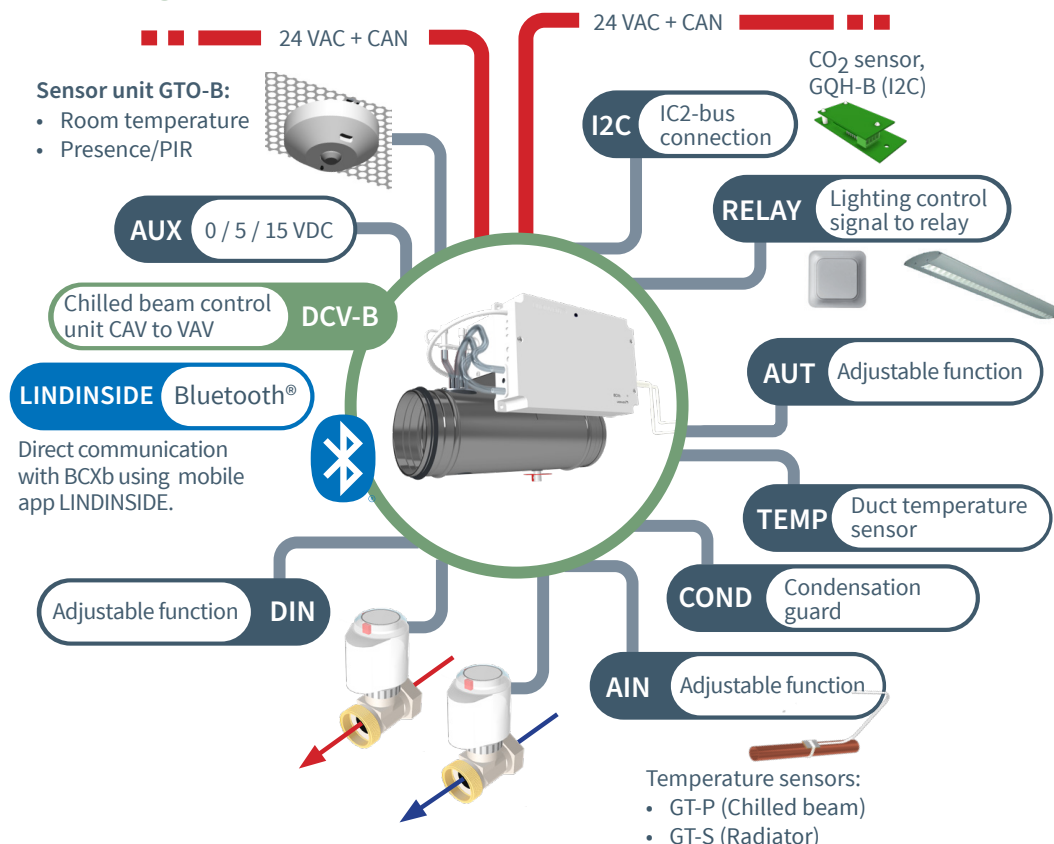 24 VAC + CAN
24 VAC + CAN
Sensor unit GTO-B:
• Room temperature
• Presence/PIR
CO2 sensor,
GQH-B (I2C)
I2C
IC2-bus
connection
RELAY
Lighting control
signal to relay
AUX
0 / 5 / 15 VDC
Chilled beam control
unit CAV to VAV
DCV-B
LINDINSIDE
Bluetooth®
Direct communication
with BCXb using mobile
app LINDINSIDE.
AUT
Adjustable function
TEMP
Duct temperature
sensor
COND
Condensation
guard
Adjustable function
DIN
AIN
Adjustable function
Temperature sensors:
• GT-P (Chilled beam)
• GT-S (Radiator)